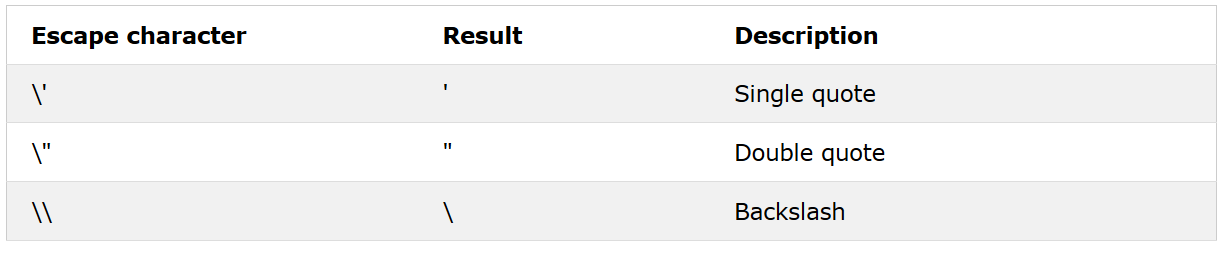 Escape character Result Description
\' ' Single quote
\" " Double quote
\\ \ Backslash